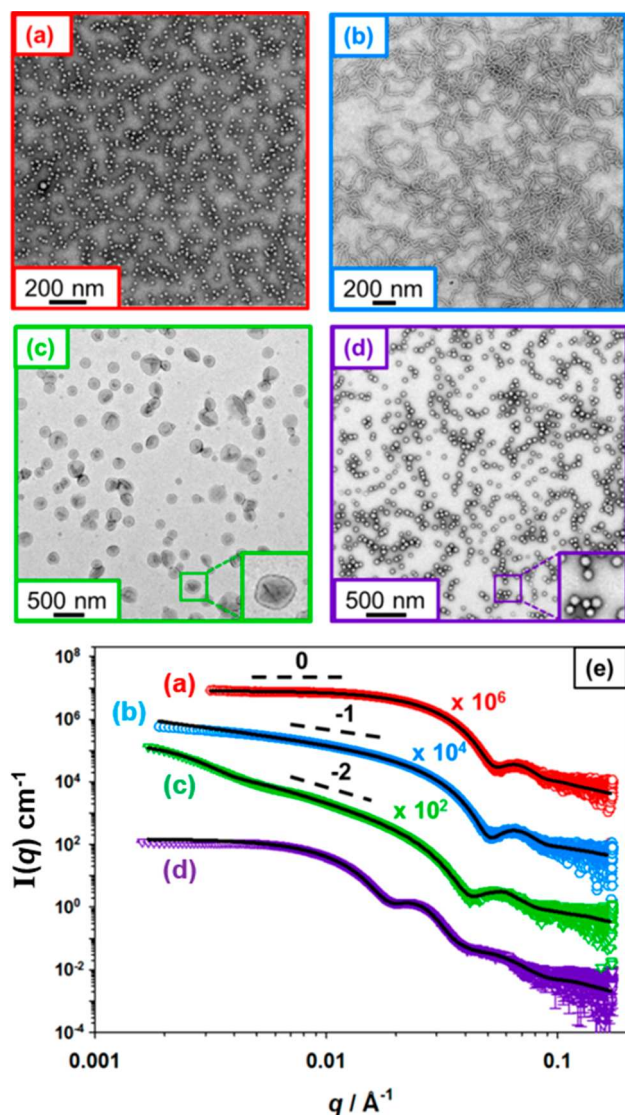 (a)
200 nm
(b)
200 nm
(c)
500 nm
(d)
500 nm
(e)
10⁸
10⁶
10⁴
10²
10⁰
10⁻²
10⁻⁴
I(q) cm⁻¹
(a)
0
x 10⁶
(b)
-1
x 10⁴
(c)
-2
x 10²
(d)
0.001
0.01
0.1
q / Å⁻¹